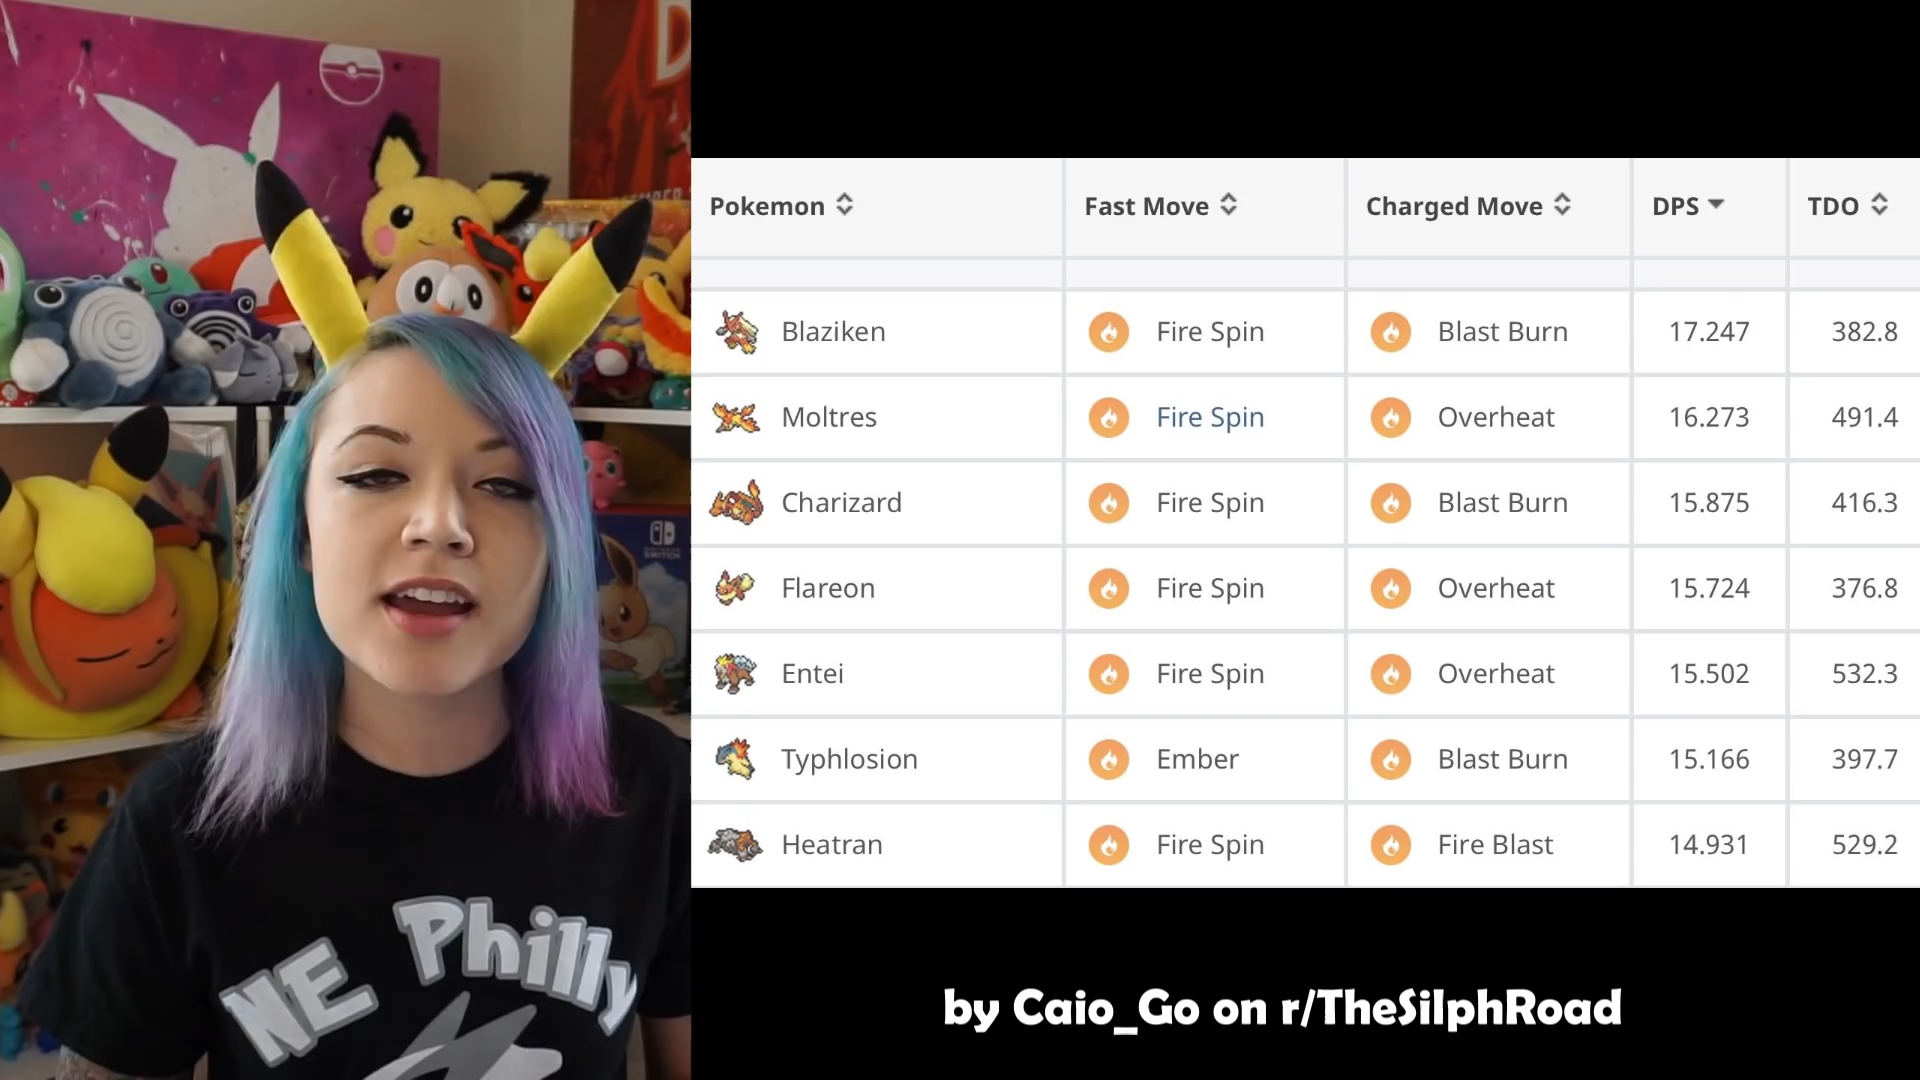 Pokemon Fast Move Charged Move DPS TDO
Blaziken Fire Spin Blast Burn 17.247 382.8
Moltres Fire Spin Overheat 16.273 491.4
Charizard Fire Spin Blast Burn 15.875 416.3
Flareon Fire Spin Overheat 15.724 376.8
Entei Fire Spin Overheat 15.502 532.3
Typhlosion Ember Blast Burn 15.166 397.7
Heatran Fire Spin Fire Blast 14.931 529.2
by Caio_Go on r/TheSilphRoad
NE Philly